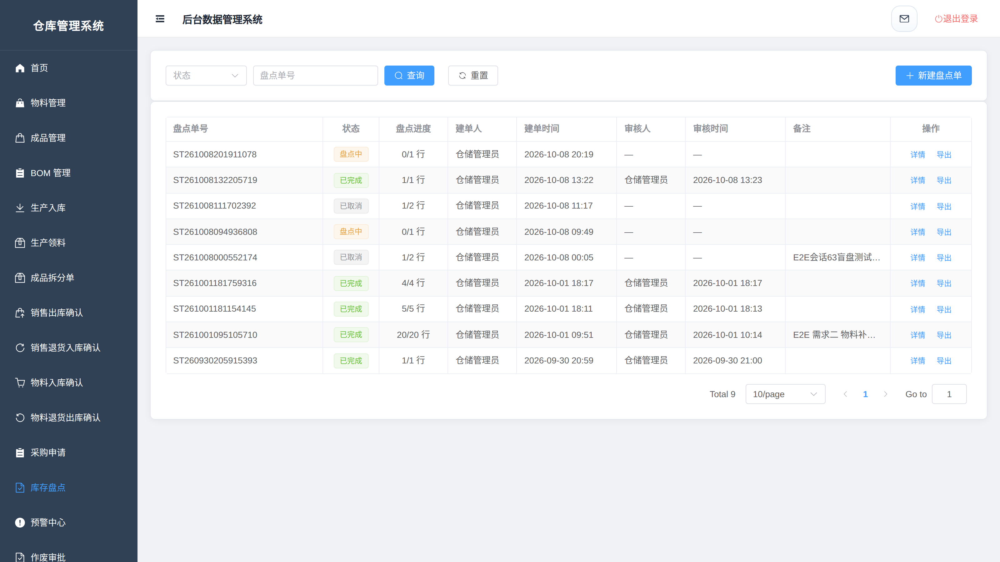 仓库管理系统
首页
物料管理
成品管理
BOM 管理
生产入库
生产领料
成品拆分单
销售出库确认
销售退货入库确认
物料入库确认
物料退货出库确认
采购申请
库存盘点
预警中心
作废审批
后台数据管理系统
退出登录
状态 盘点单号 查询 重置 新建盘点单
盘点单号 状态 盘点进度 建单人 建单时间 审核人 审核时间 备注 操作
ST261008201911078 盘点中 0/1 行 仓储管理员 2026-10-08 20:19 — — 详情 导出
ST261008132205719 已完成 1/1 行 仓储管理员 2026-10-08 13:22 仓储管理员 2026-10-08 13:23 详情 导出
ST261008111702392 已取消 1/2 行 仓储管理员 2026-10-08 11:17 — — 详情 导出
ST261008094936808 盘点中 0/1 行 仓储管理员 2026-10-08 09:49 — — 详情 导出
ST261008000552174 已取消 1/2 行 仓储管理员 2026-10-08 00:05 — — E2E会话63盲盘测试… 详情 导出
ST261001181759316 已完成 4/4 行 仓储管理员 2026-10-01 18:17 仓储管理员 2026-10-01 18:17 详情 导出
ST261001181154145 已完成 5/5 行 仓储管理员 2026-10-01 18:11 仓储管理员 2026-10-01 18:13 详情 导出
ST261001095105710 已完成 20/20 行 仓储管理员 2026-10-01 09:51 仓储管理员 2026-10-01 10:14 E2E 需求二 物料补… 详情 导出
ST260930205915393 已完成 1/1 行 仓储管理员 2026-09-30 20:59 仓储管理员 2026-09-30 21:00 详情 导出
Total 9 10/page 1 Go to 1